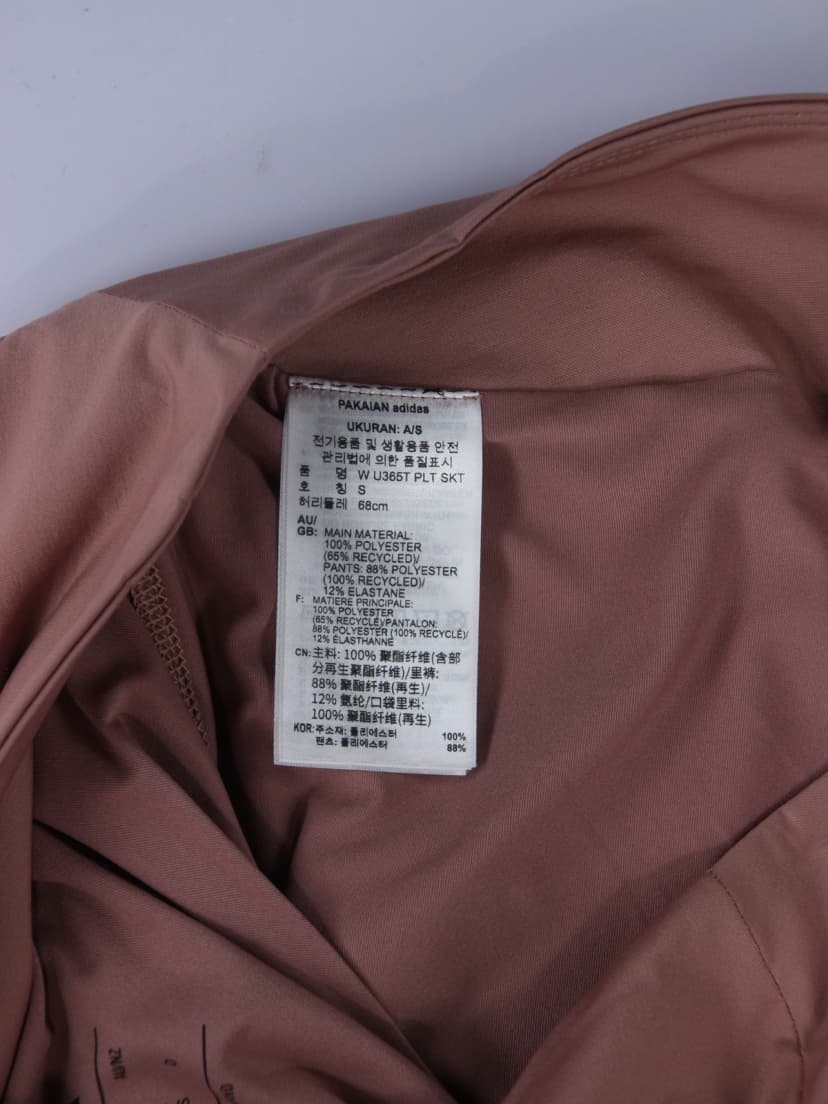 PAKAIAN adidas
UKURAN: A/S
전기용품 및 생활용품 안전
관리법에 의한 품질표시
품 명 W U365T PLT SKT
호 칭 S
허리둘레 68cm
AU/
GB: MAIN MATERIAL:
100% POLYESTER
(65% RECYCLED)/
PANTS: 88% POLYESTER
(100% RECYCLED)/
12% ELASTANE
F: MATIERE PRINCIPALE:
100% POLYESTER
(65% RECYCLÉ)/PANTALON:
88% POLYESTER (100% RECYCLÉ)/
12% ÉLASTHANNE
CN: 主料: 100% 聚酯纤维(含部
分再生聚酯纤维)/里裤:
88% 聚酯纤维(再生)/
12% 氨纶/口袋里料:
100% 聚酯纤维(再生)
KOR: 주소재: 폴리에스터 100%
팬츠: 폴리에스터 88%